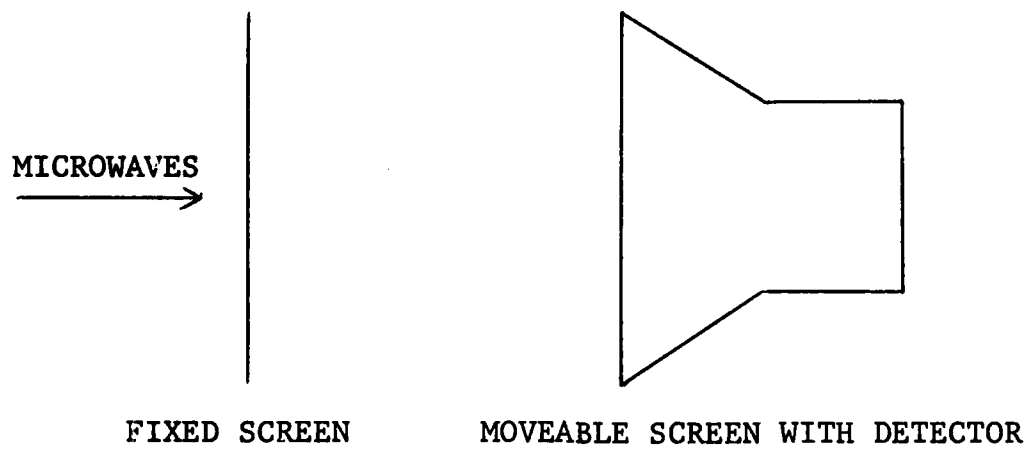 MICROWAVES
FIXED SCREEN
MOVEABLE SCREEN WITH DETECTOR